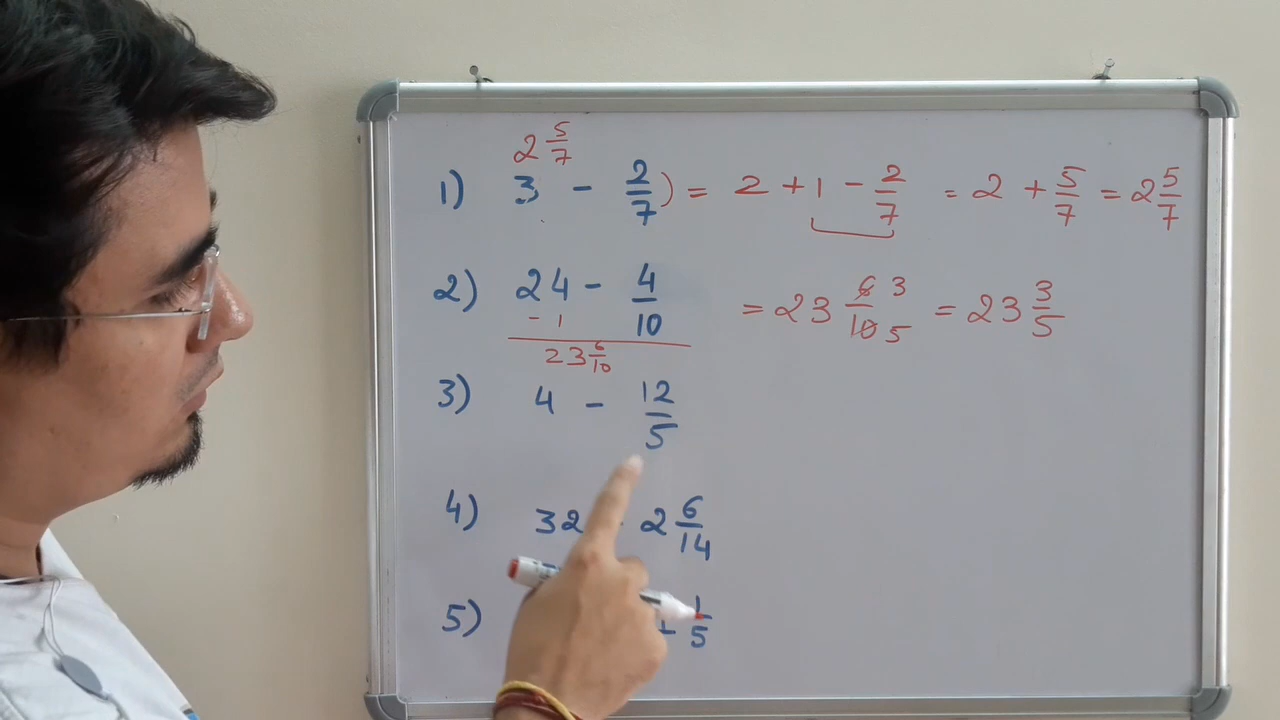 2 5/7
1) 3 - 2/7 ) = 2 + 1 - 2/7 = 2 + 5/7 = 2 5/7
2) 24 - 4/10 = 23 6/10 3 5 = 23 3/5
- 1
23 6/10
3) 4 - 12/5
4) 32 - 2 6/14
5) + 1/5